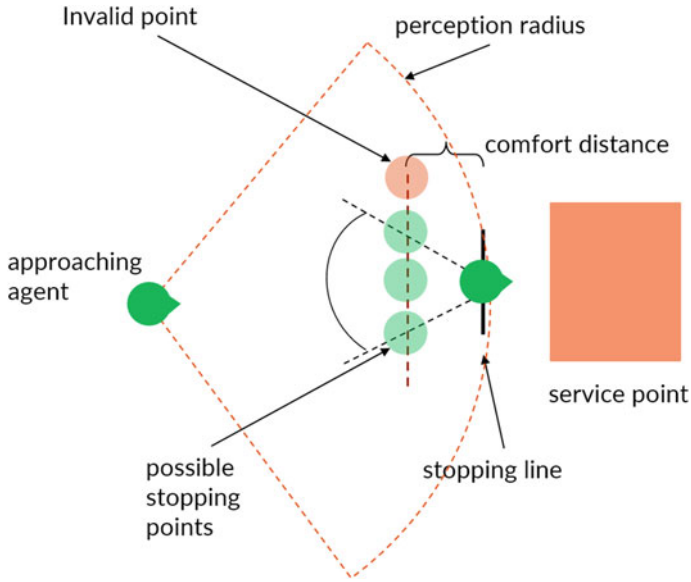 Invalid point
perception radius
comfort distance
approaching
agent
service point
possible
stopping
points
stopping line